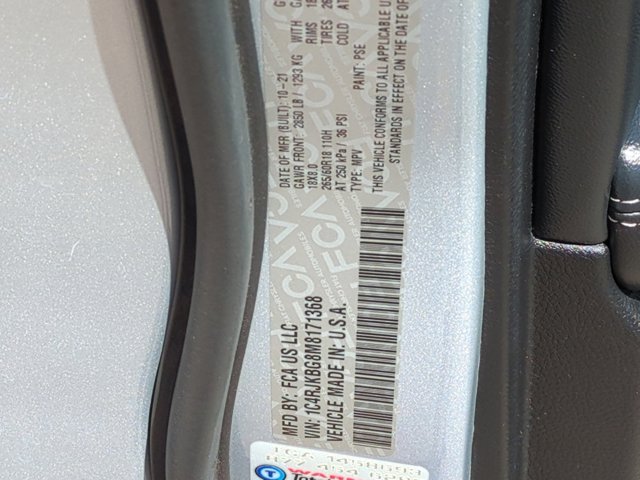 MFD BY: FCA US LLC
DATE OF MFR (BUILT): 10-21
GAWR FRONT: 2850 LB / 1293 KG
WITH
18X8.0
RIMS
265/60R18 110H
TIRES
AT 250 kPa / 36 PSI
COLD
VIN: 1C4RJKBG8M8171368
TYPE: MPV
PAINT: PSE
VEHICLE MADE IN: U.S.A.
THIS VEHICLE CONFORMS TO ALL APPLICABLE
STANDARDS IN EFFECT ON THE DATE OF